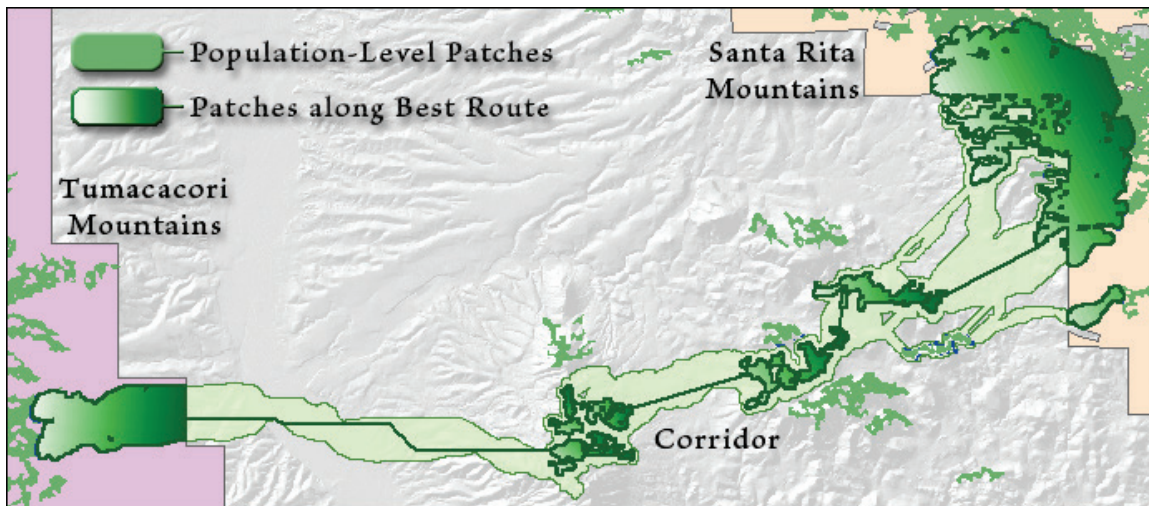 Population-Level Patches
Patches along Best Route
Santa Rita
Mountains
Tumacacori
Mountains
Corridor